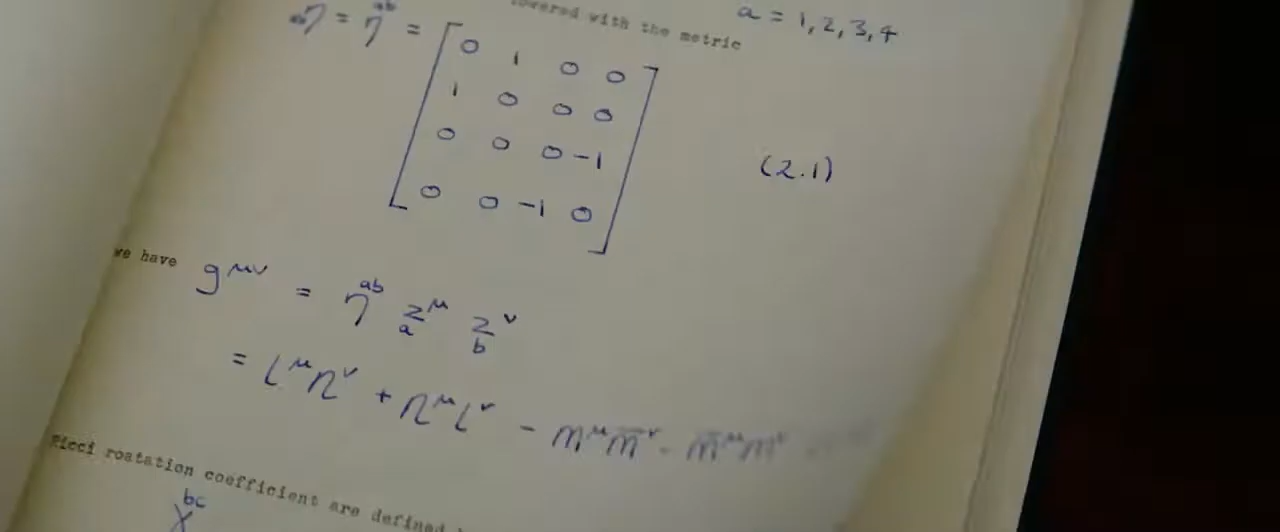 lowered with the metric a = 1, 2, 3, 4
ₐᵦη = η^ab = [ 0 1 0 0
1 0 0 0
0 0 0 -1
0 0 -1 0 ] (2.1)
we have g^μν = η^ab z_a^μ z_b^ν
= L^μ n^ν + n^μ L^ν - m^μ m̄^ν - m̄^μ m^ν
Ricci roatation coefficient are defined
γ^bc